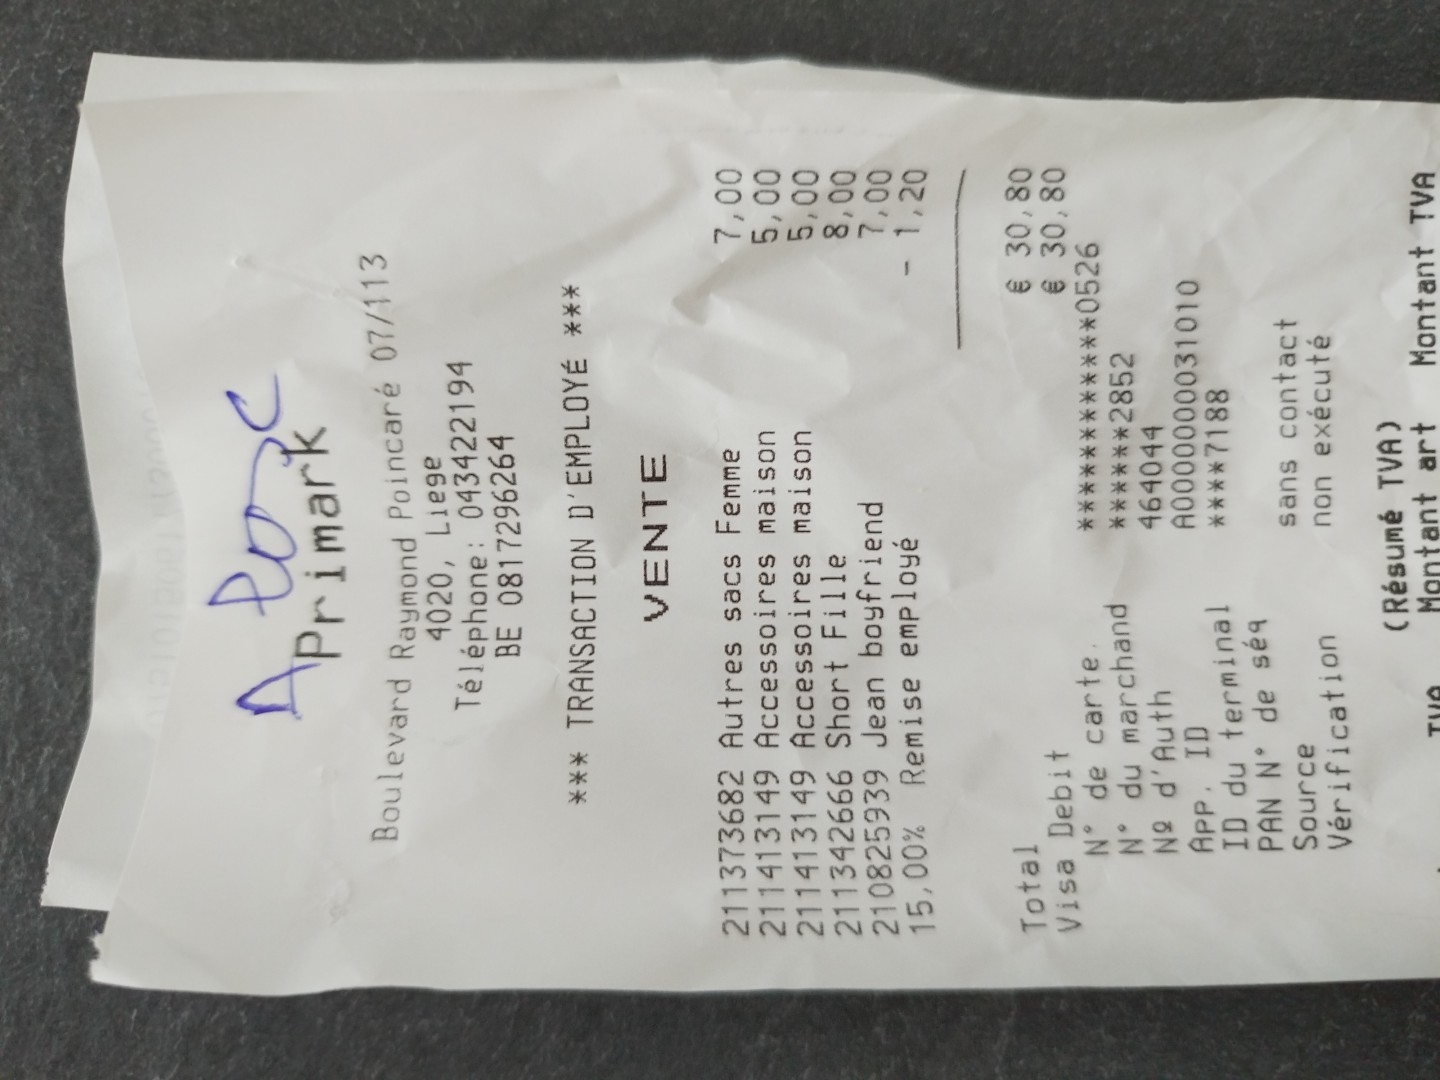 Primark
Boulevard Raymond Poincaré 07/113
4020, Liege
Téléphone: 043422194
BE 0817296264
*** TRANSACTION D'EMPLOYÉ ***
VENTE
211373682 Autres sacs Femme 7,00
211413149 Accessoires maison 5,00
211413149 Accessoires maison 5,00
211342666 Short Fille 8,00
210825939 Jean boyfriend 7,00
15,00% Remise employé - 1,20
Total € 30,80
Visa Debit € 30,80
N° de carte. ************0526
N° du marchand ******2852
Nº d'Auth 464044
APP. ID A0000000031010
ID du terminal ****7188
PAN N° de séq
Source sans contact
Vérification non exécuté
(Résumé TVA)
TVA Montant art Montant TVA